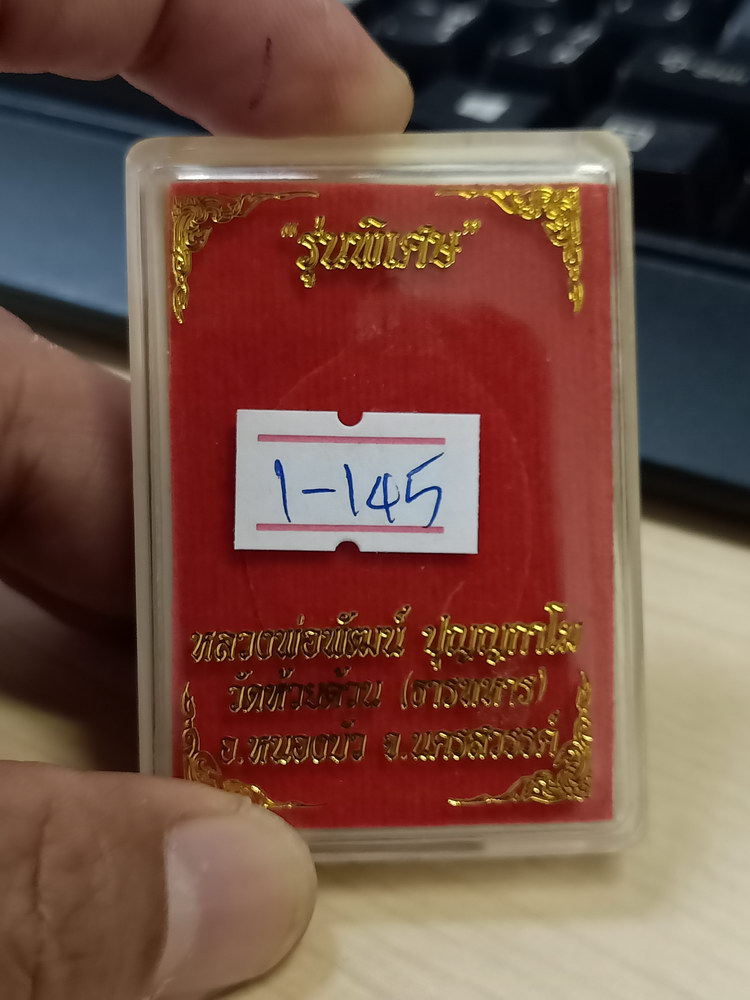 "รุ่นพิเศษ"
1-145
หลวงพ่อพัฒน์ ปุญญกาโม
วัดห้วยด้วน (ธารทหาร)
อ.หนองบัว จ.นครสวรรค์